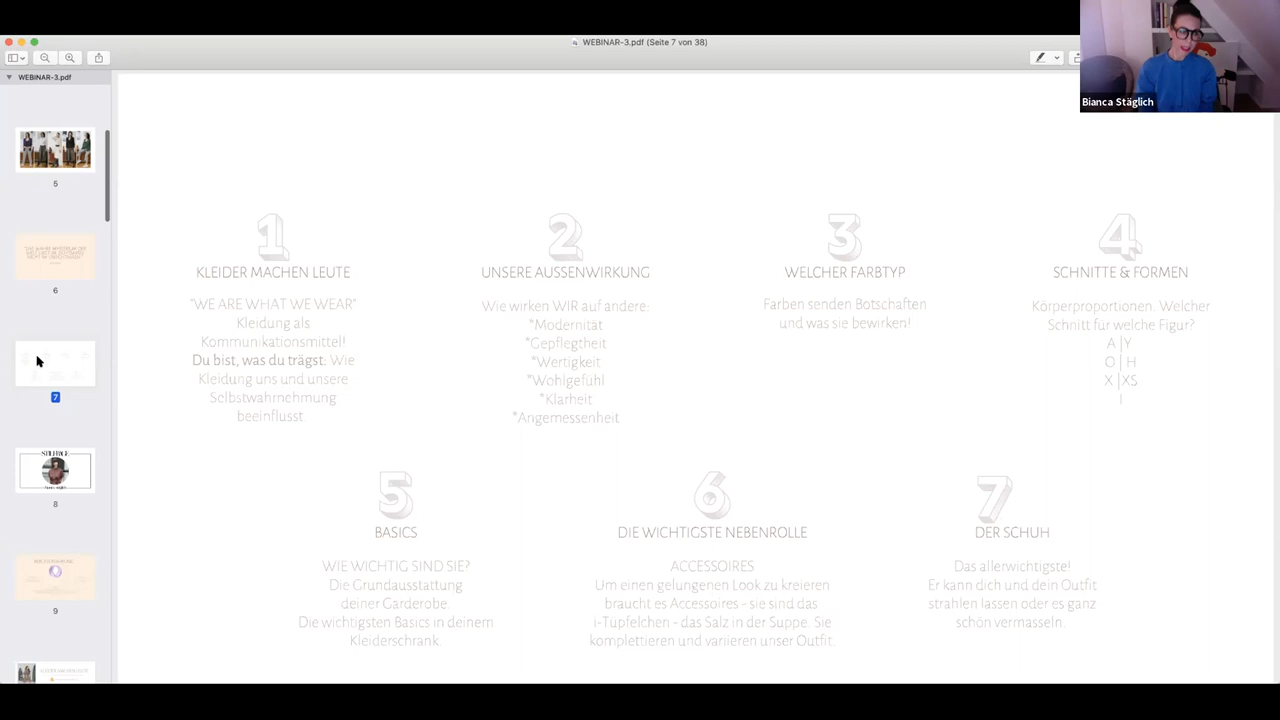 WEBINAR-3.pdf (Seite 7 von 38)
WEBINAR-3.pdf
Bianca Stäglich
5
6
7
8
9
1
KLEIDER MACHEN LEUTE
"WE ARE WHAT WE WEAR"
Kleidung als
Kommunikationsmittel!
Du bist, was du trägst: Wie
Kleidung uns und unsere
Selbstwahrnehmung
beeinflusst.
2
UNSERE AUSSENWIRKUNG
Wie wirken WIR auf andere:
*Modernität
*Gepflegtheit
*Wertigkeit
*Wohlgefühl
*Klarheit
*Angemessenheit
3
WELCHER FARBTYP
Farben senden Botschaften
und was sie bewirken!
4
SCHNITTE & FORMEN
Körperproportionen. Welcher
Schnitt für welche Figur?
A |Y
O | H
X |XS
I
5
BASICS
WIE WICHTIG SIND SIE?
Die Grundausstattung
deiner Garderobe.
Die wichtigsten Basics in deinem
Kleiderschrank.
6
DIE WICHTIGSTE NEBENROLLE
ACCESSOIRES
Um einen gelungenen Look zu kreieren
braucht es Accessoires - sie sind das
i-Tüpfelchen - das Salz in der Suppe. Sie
komplettieren und variieren unser Outfit.
7
DER SCHUH
Das allerwichtigste!
Er kann dich und dein Outfit
strahlen lassen oder es ganz
schön vermasseln.